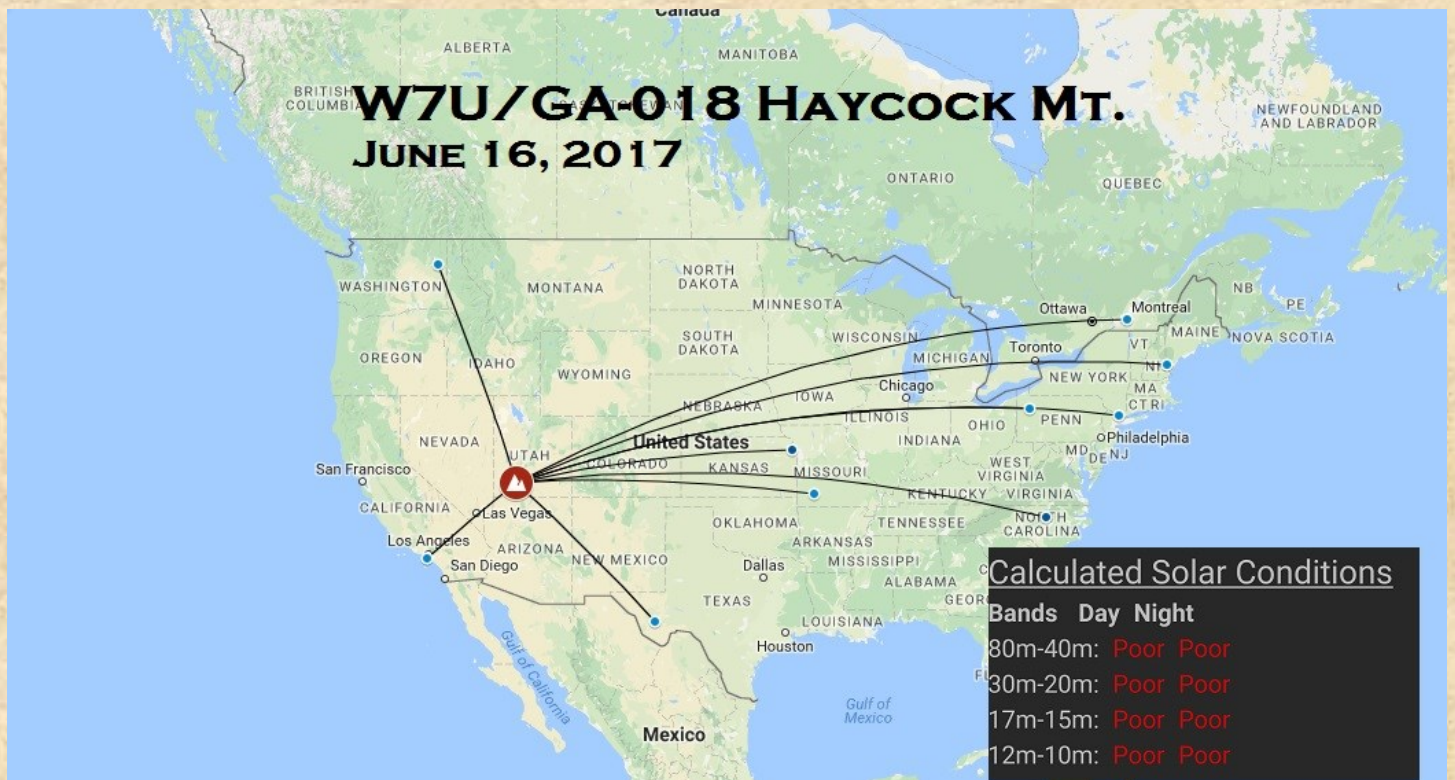 Canada
ALBERTA
MANITOBA
BRITISH
COLUMBIA
W7U/GA-018 HAYCOCK MT.
JUNE 16, 2017
NEWFOUNDLAND
AND LABRADOR
ONTARIO
QUEBEC
WASHINGTON
MONTANA
NORTH
DAKOTA
MINNESOTA
Ottawa
Montreal
NB
PE
MAINE
NOVA SCOTIA
OREGON
IDAHO
SOUTH
DAKOTA
WISCONSIN
MICHIGAN
Toronto
VT
NH
WYOMING
Chicago
NEW YORK
MA
CT RI
NEBRASKA
IOWA
ILLINOIS
INDIANA
OHIO
PENN
NEVADA
UTAH
United States
COLORADO
KANSAS
MISSOURI
Philadelphia
MD
DE
NJ
WEST
VIRGINIA
San Francisco
CALIFORNIA
Las Vegas
KENTUCKY
VIRGINIA
Los Angeles
ARIZONA
NEW MEXICO
OKLAHOMA
TENNESSEE
NORTH
CAROLINA
ARKANSAS
San Diego
Dallas
MISSISSIPPI
ALABAMA
TEXAS
LOUISIANA
Houston
Gulf of California
Gulf of
Mexico
Mexico
Calculated Solar Conditions
Bands Day Night
80m-40m: Poor Poor
30m-20m: Poor Poor
17m-15m: Poor Poor
12m-10m: Poor Poor